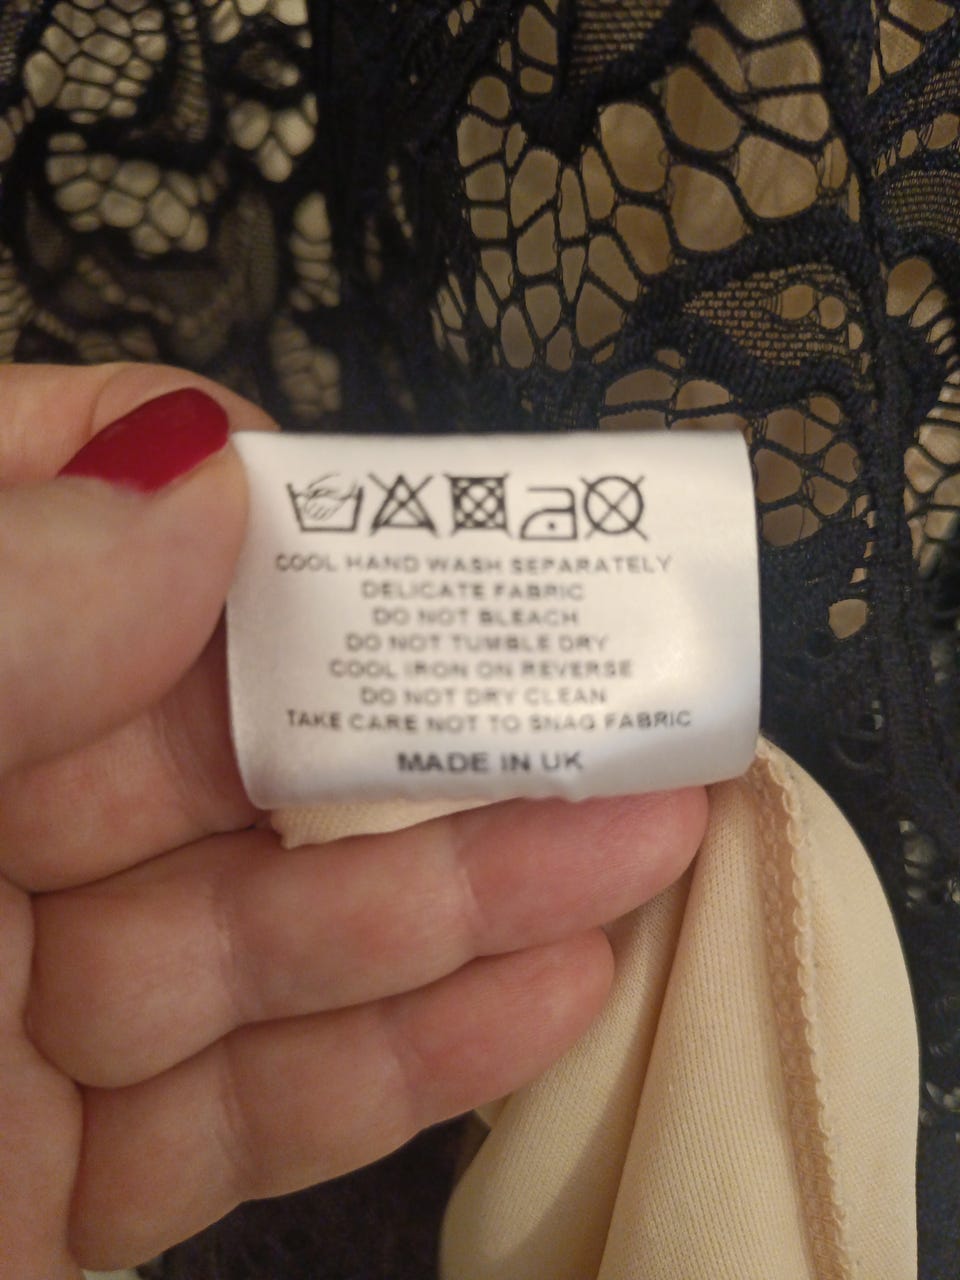 COOL HAND WASH SEPARATELY
DELICATE FABRIC
DO NOT BLEACH
DO NOT TUMBLE DRY
COOL IRON ON REVERSE
DO NOT DRY CLEAN
TAKE CARE NOT TO SNAG FABRIC
MADE IN UK